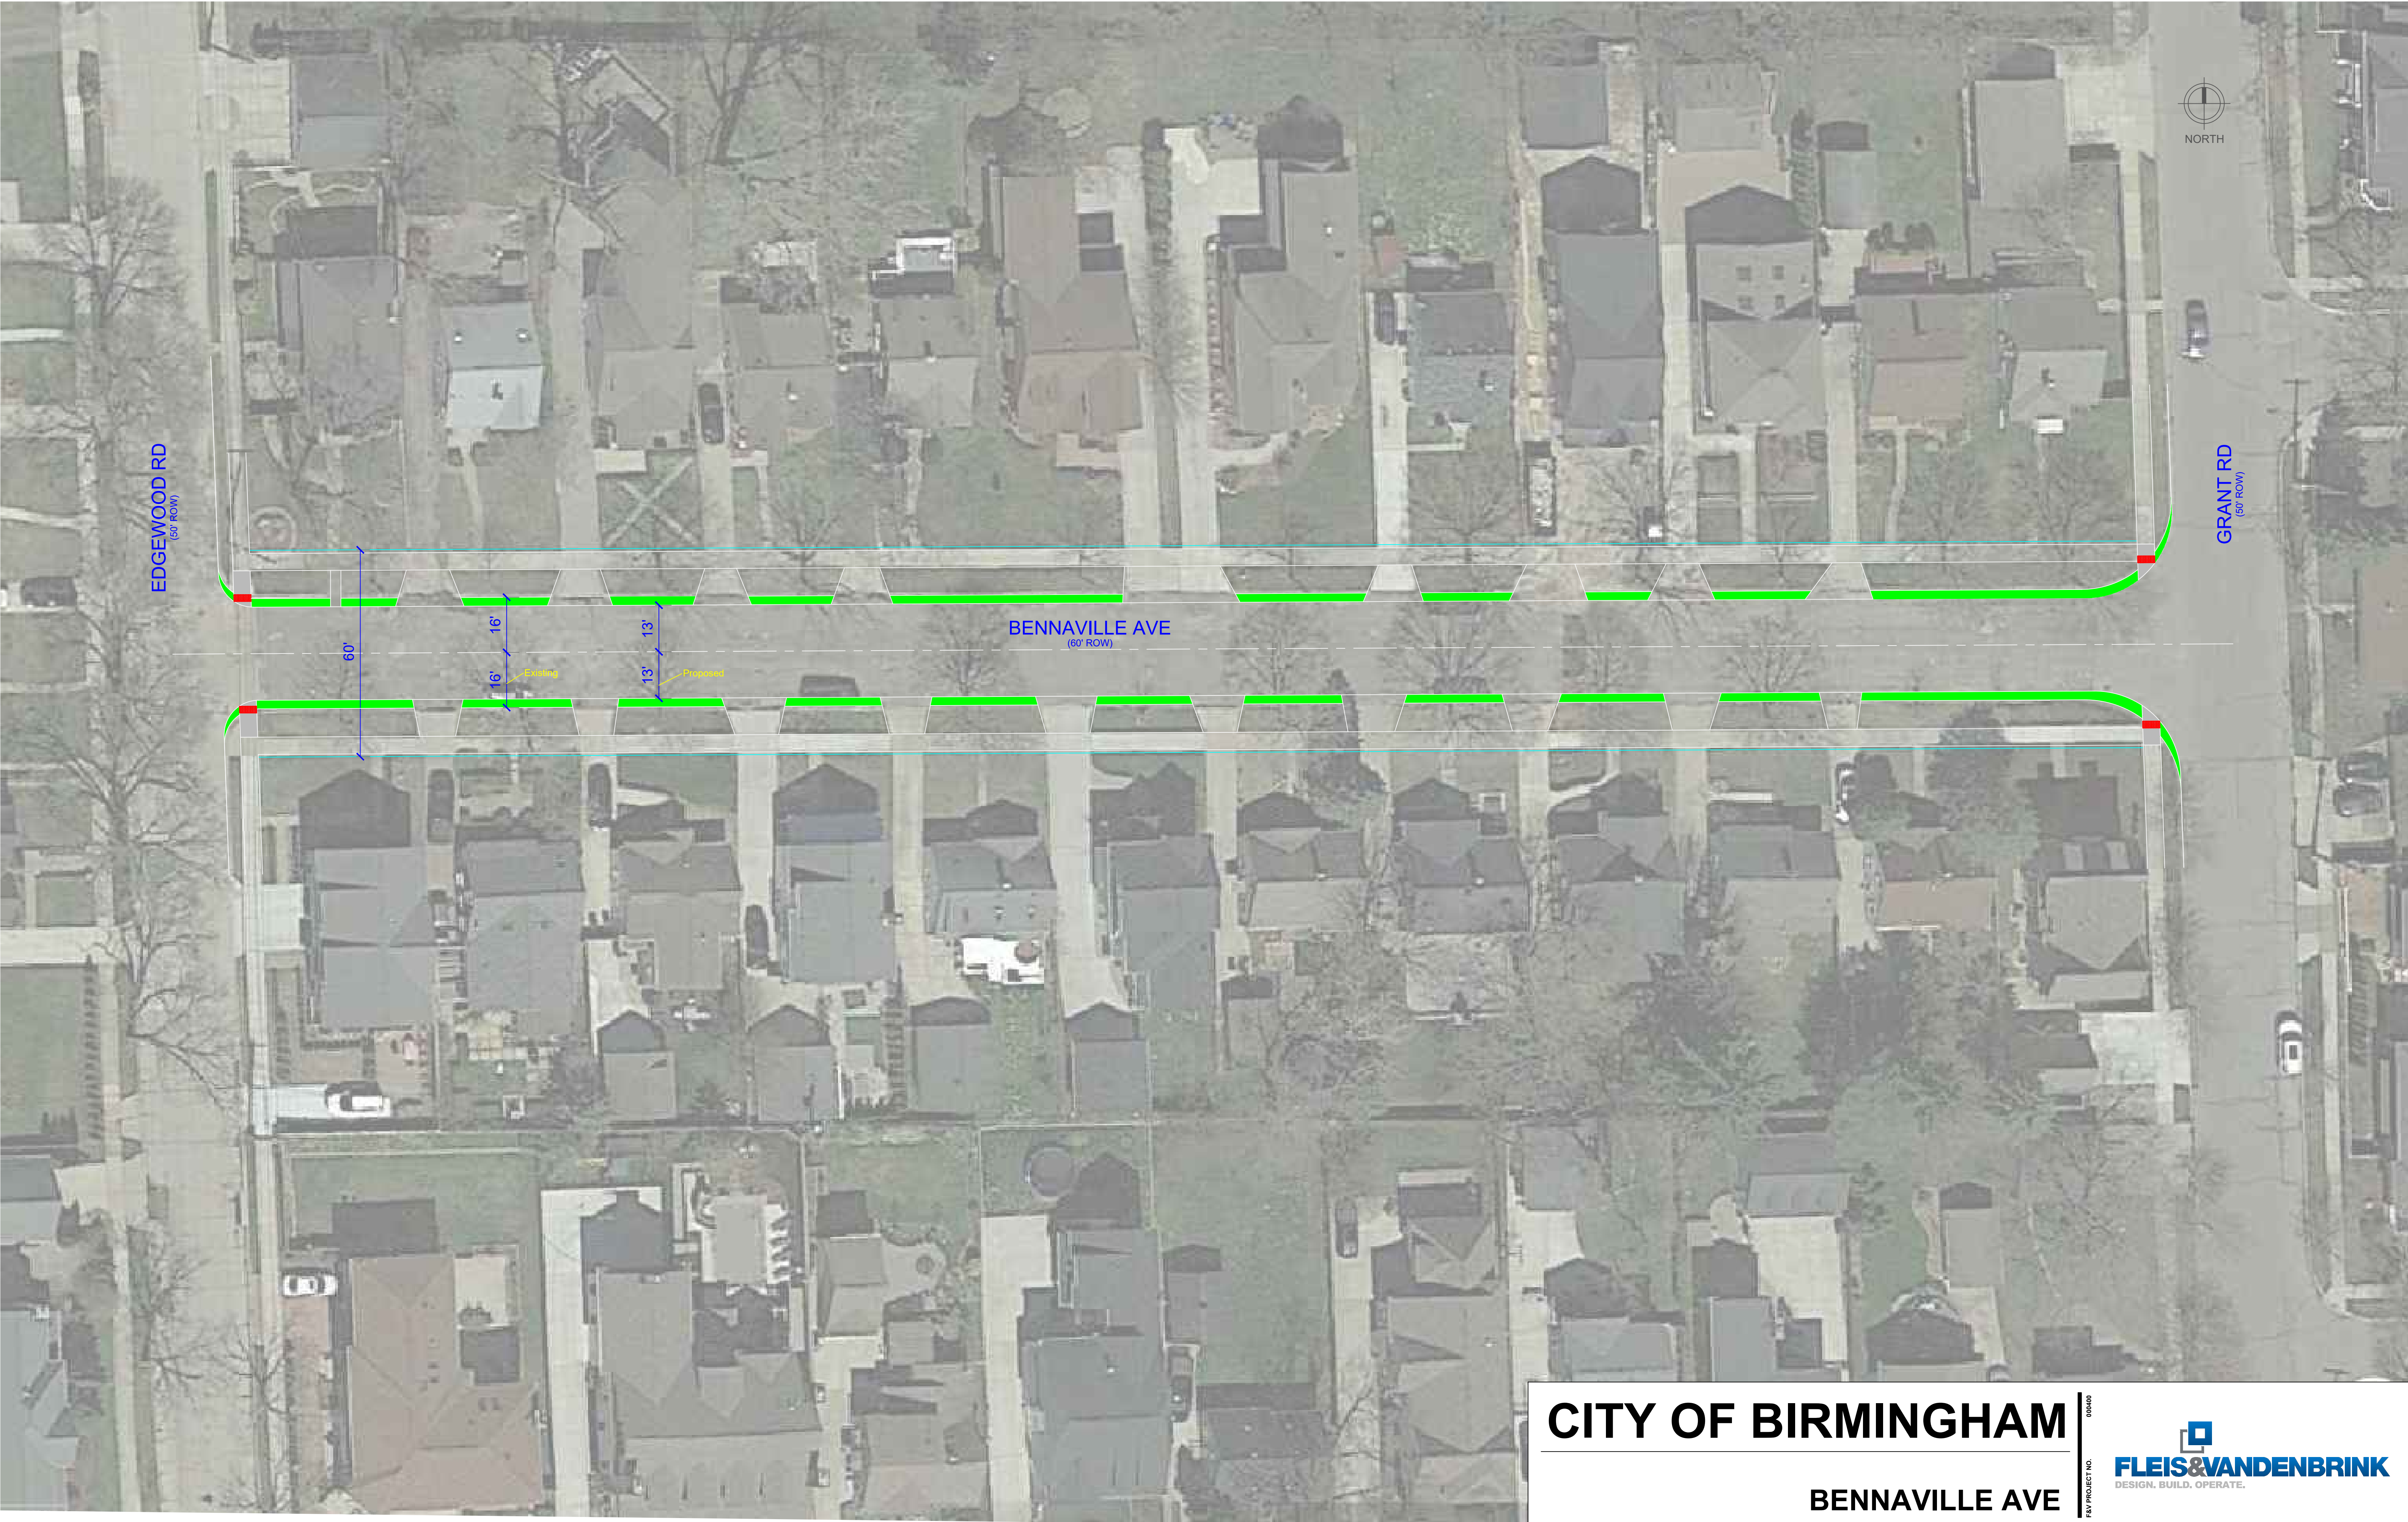 NORTH
EDGEWOOD RD
(50' ROW)
GRANT RD
(50' ROW)
60'
16'
16'
13'
13'
Existing
Proposed
BENNAVILLE AVE
(60' ROW)
CITY OF BIRMINGHAM
BENNAVILLE AVE
F&V PROJECT NO.
000400
FLEIS&VANDENBRINK
DESIGN. BUILD. OPERATE.